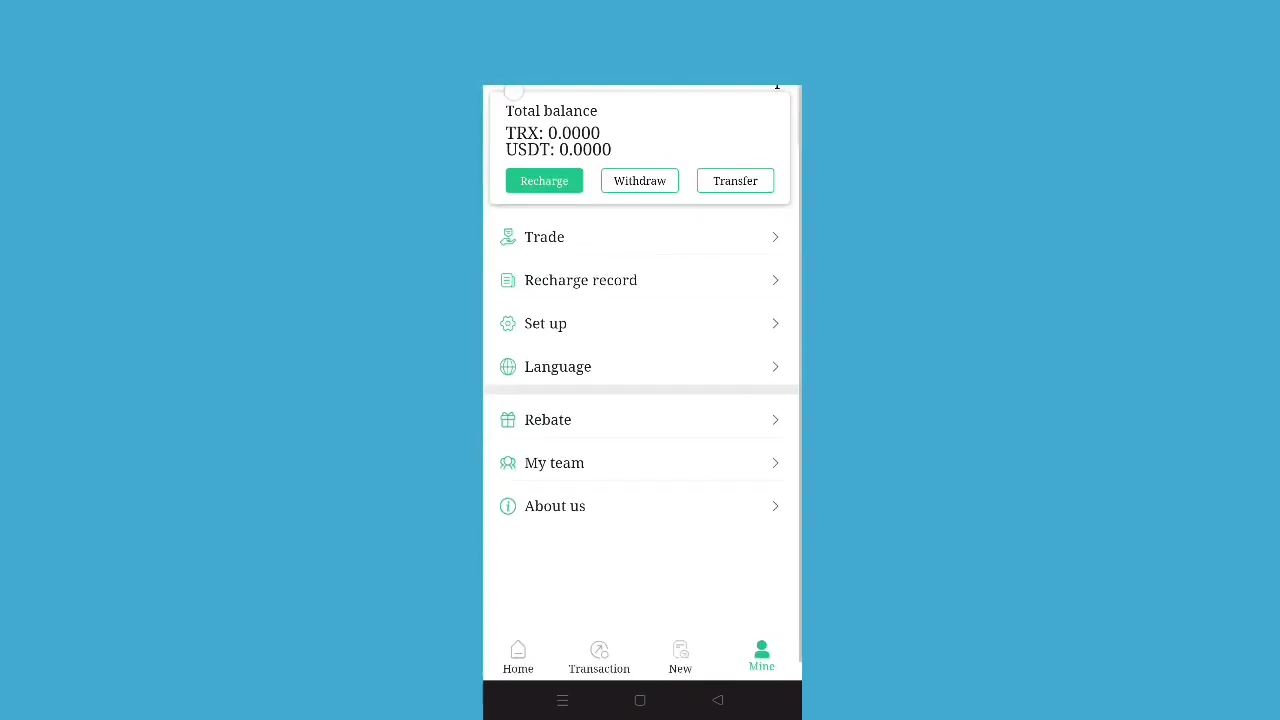 Total balance
TRX: 0.0000
USDT: 0.0000
Recharge Withdraw Transfer
Trade
Recharge record
Set up
Language
Rebate
My team
About us
Home Transaction New Mine